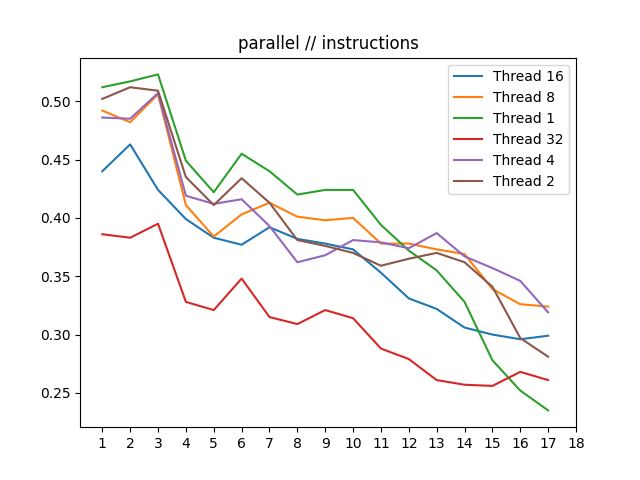 parallel // instructions
Thread 16
Thread 8
Thread 1
Thread 32
Thread 4
Thread 2
0.50
0.45
0.40
0.35
0.30
0.25
1 2 3 4 5 6 7 8 9 10 11 12 13 14 15 16 17 18